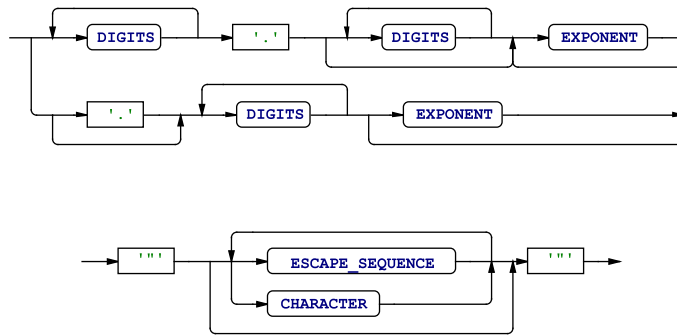 DIGITS '.' DIGITS EXPONENT
'.' DIGITS EXPONENT
'"' ESCAPE_SEQUENCE '"'
CHARACTER